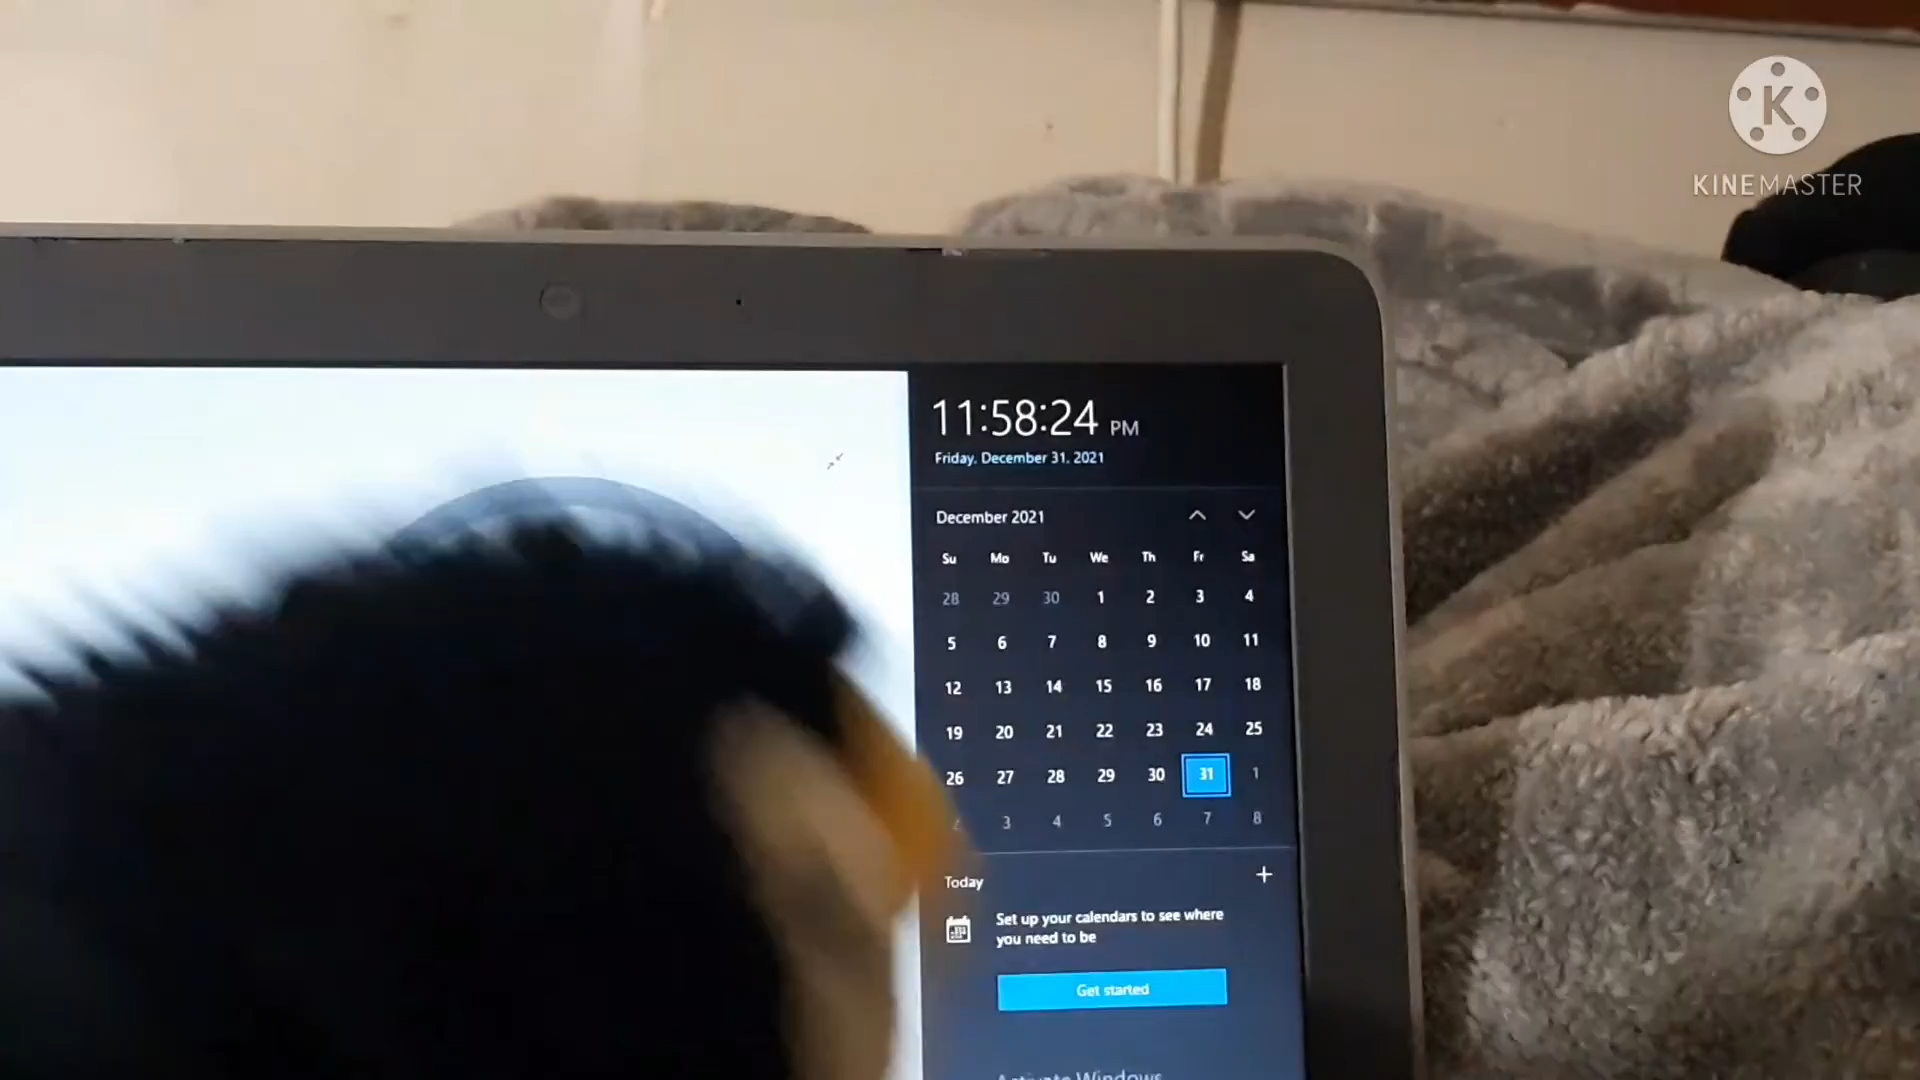 K
KINEMASTER
11:58:24 PM
Friday, December 31, 2021
December 2021
Su Mo Tu We Th Fr Sa
28 29 30 1 2 3 4
5 6 7 8 9 10 11
12 13 14 15 16 17 18
19 20 21 22 23 24 25
26 27 28 29 30 31 1
3 4 5 6 7 8
Today
Set up your calendars to see where
you need to be
Get started
Activate Windows